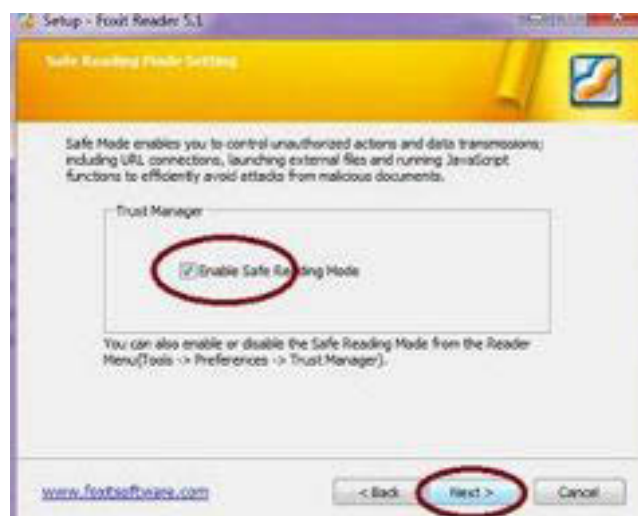 Setup - Foxit Reader 5.1
Safe Reading Mode Setting
Safe Mode enables you to control unauthorized actions and data transmissions;
including URL connections, launching external files and running JavaScript
functions to efficiently avoid attacks from malicious documents.
Trust Manager
Enable Safe Reading Mode
You can also enable or disable the Safe Reading Mode from the Reader
Menu(Tools -> Preferences -> Trust Manager).
www.foxitsoftware.com
< Back
Next >
Cancel